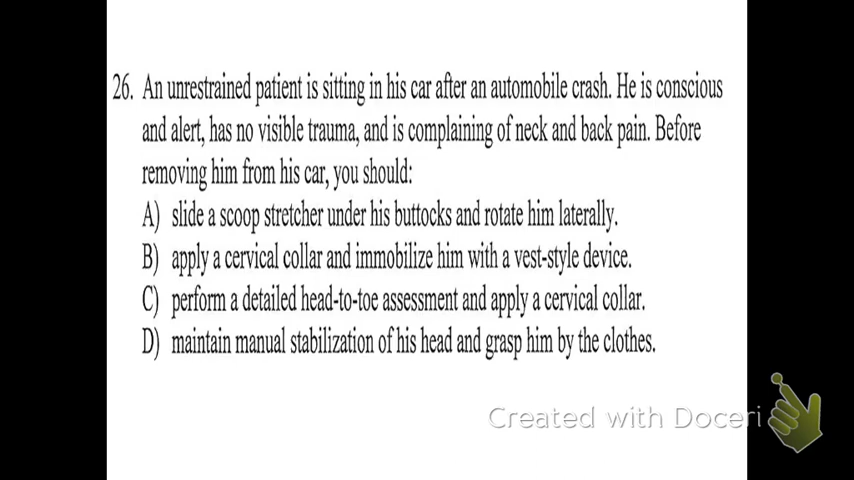 26. An unrestrained patient is sitting in his car after an automobile crash. He is conscious
and alert, has no visible trauma, and is complaining of neck and back pain. Before
removing him from his car, you should:
A) slide a scoop stretcher under his buttocks and rotate him laterally.
B) apply a cervical collar and immobilize him with a vest-style device.
C) perform a detailed head-to-toe assessment and apply a cervical collar.
D) maintain manual stabilization of his head and grasp him by the clothes.
Created with Doceri